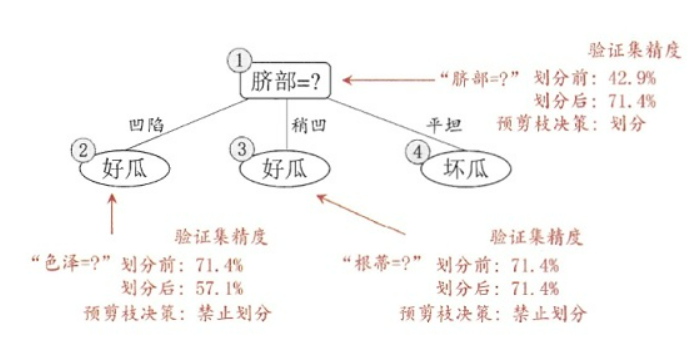 验证集精度
①
脐部=?
“脐部=?” 划分前: 42.9%
划分后: 71.4%
预剪枝决策: 划分
凹陷
稍凹
平坦
② 好瓜
③ 好瓜
④ 坏瓜
验证集精度
“色泽=?” 划分前: 71.4%
划分后: 57.1%
预剪枝决策: 禁止划分
验证集精度
“根蒂=?” 划分前: 71.4%
划分后: 71.4%
预剪枝决策: 禁止划分